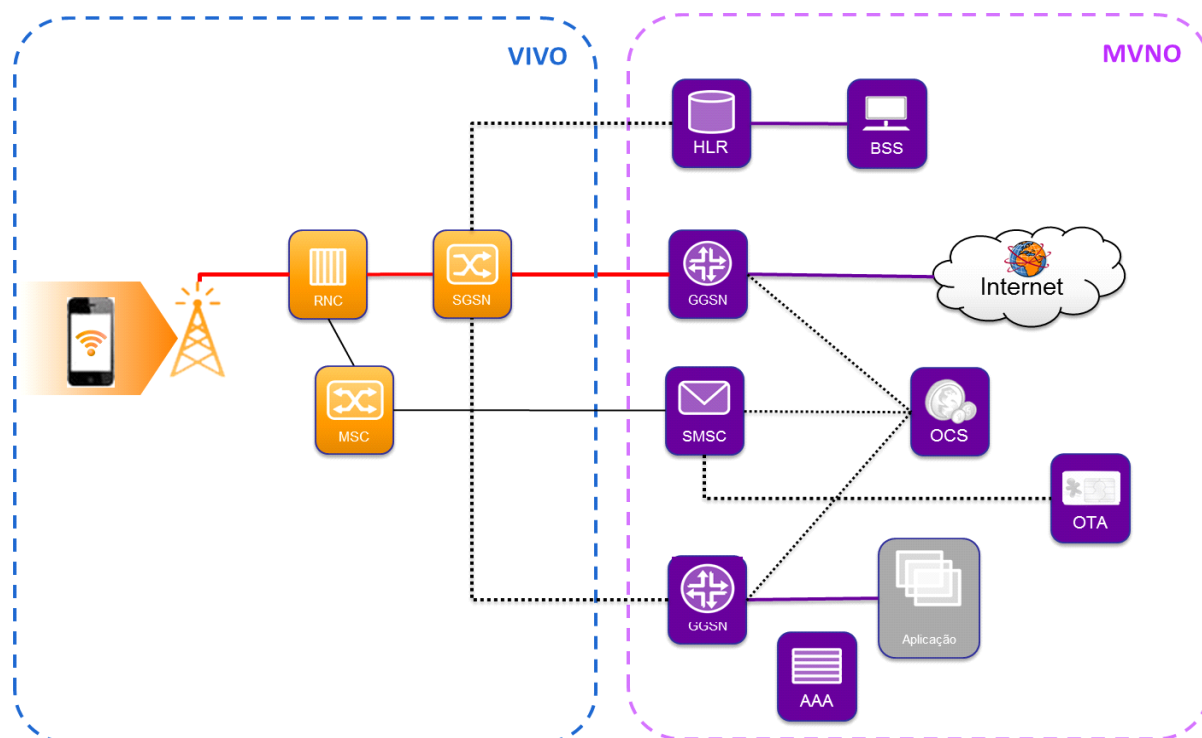 VIVO
MVNO
HLR
BSS
RNC
SGSN
GGSN
Internet
MSC
SMSC
OCS
OTA
GGSN
Aplicação
AAA